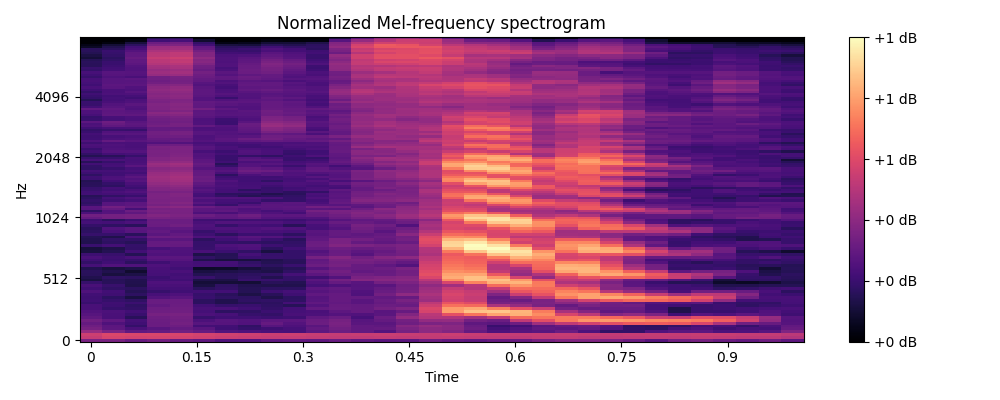 Normalized Mel-frequency spectrogram
+1 dB
+1 dB
+1 dB
+0 dB
+0 dB
+0 dB
4096
2048
1024
512
0
Hz
0 0.15 0.3 0.45 0.6 0.75 0.9
Time